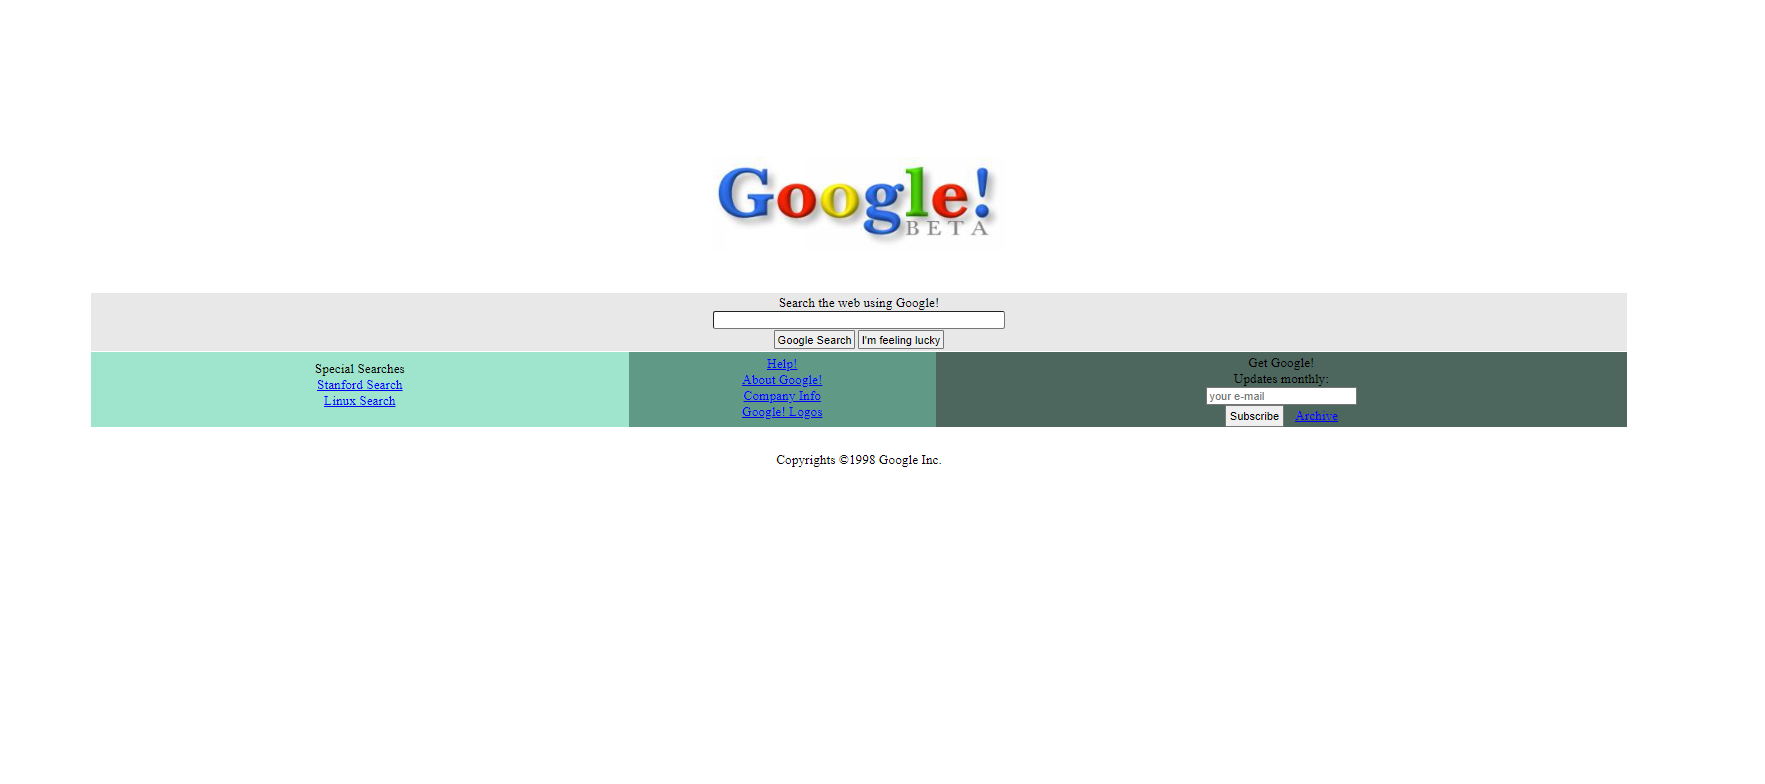 Google!
BETA
Search the web using Google!
Google Search I'm feeling lucky
Special Searches
Stanford Search
Linux Search
Help!
About Google!
Company Info
Google! Logos
Get Google!
Updates monthly:
your e-mail
Subscribe Archive
Copyrights ©1998 Google Inc.